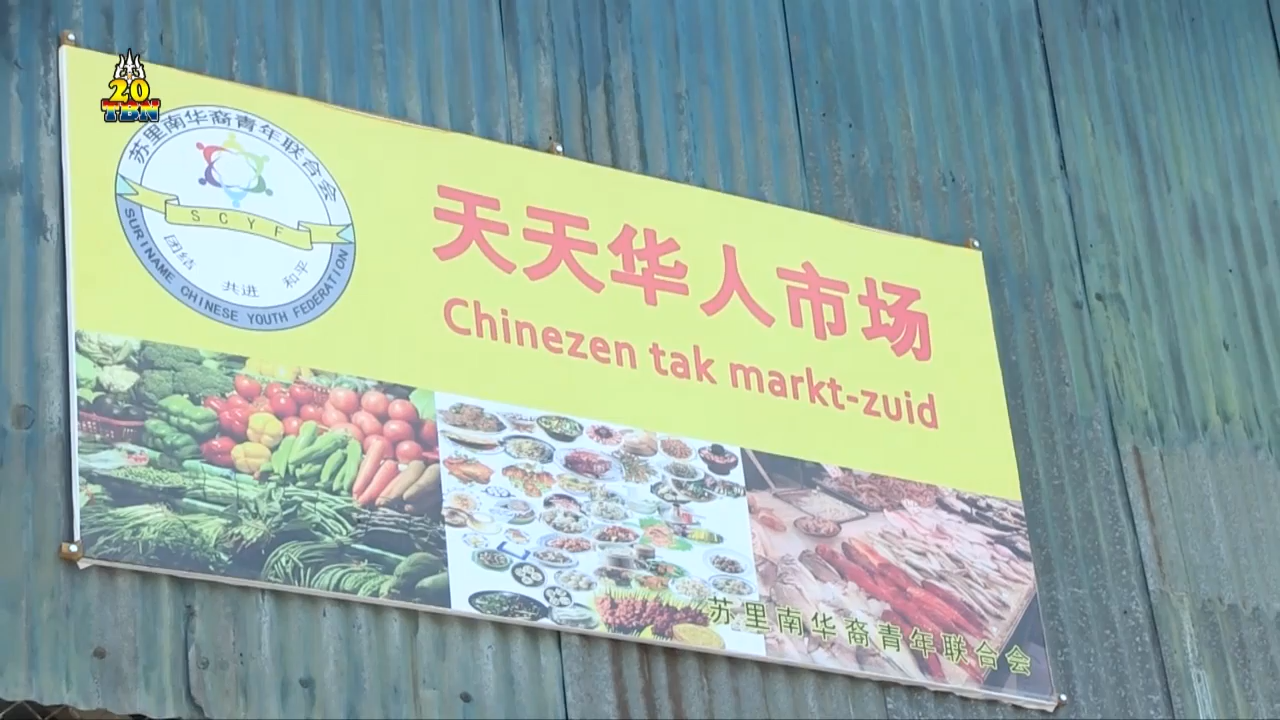 20
TBN
苏里南华裔青年联合会
SCYF
团结
共进
和平
SURINAME CHINESE YOUTH FEDERATION
天天华人市场
Chinezen tak markt-zuid
苏里南华裔青年联合会